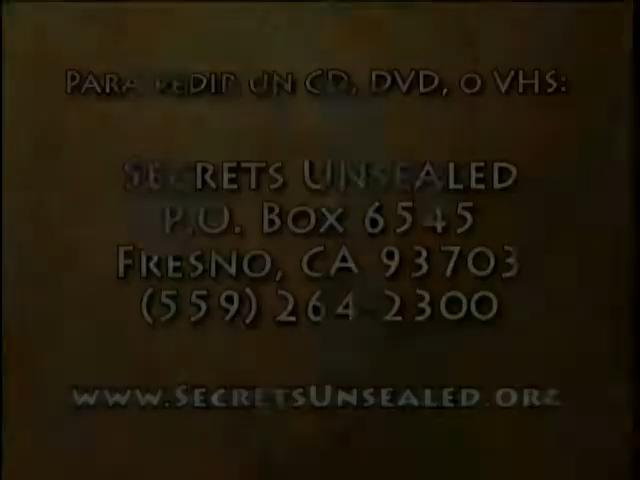 PARA PEDIR UN CD, DVD, O VHS:
SECRETS UNSEALED
P.O. BOX 6545
FRESNO, CA 93703
(559) 264-2300
WWW.SECRETSUNSEALED.ORG